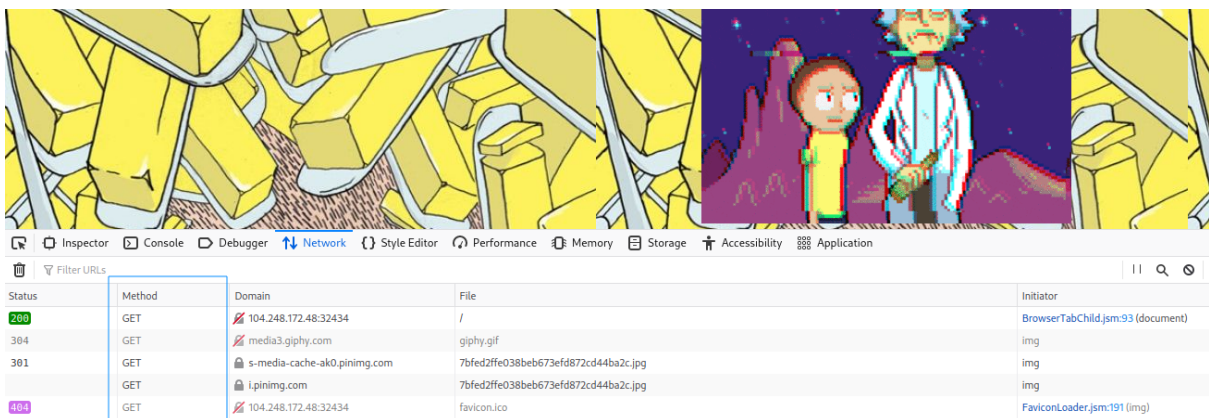 Inspector Console Debugger Network Style Editor Performance Memory Storage Accessibility Application
Filter URLs
Status Method Domain File Initiator
200 GET 104.248.172.48:32434 / BrowserTabChild.jsm:93 (document)
304 GET media3.giphy.com giphy.gif img
301 GET s-media-cache-ak0.pinimg.com 7bfed2ffe038beb673efd872cd44ba2c.jpg img
GET i.pinimg.com 7bfed2ffe038beb673efd872cd44ba2c.jpg img
404 GET 104.248.172.48:32434 favicon.ico FaviconLoader.jsm:191 (img)